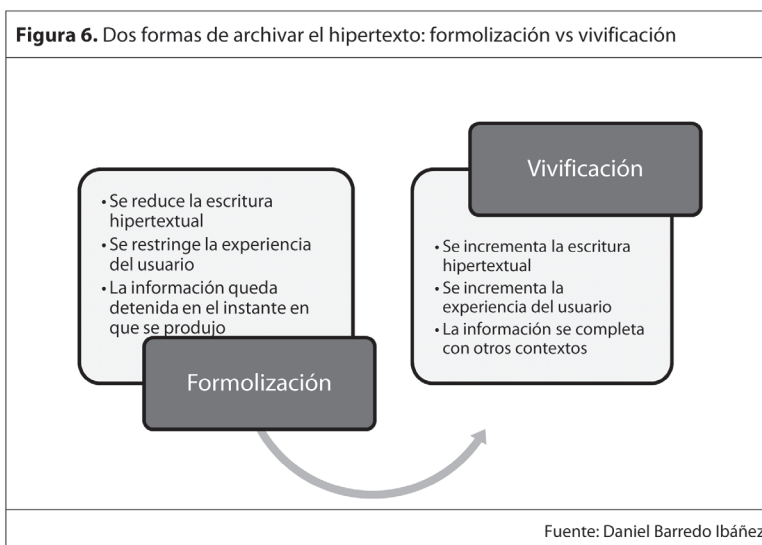 Figura 6. Dos formas de archivar el hipertexto: formolización vs vivificación
• Se reduce la escritura
hipertextual
• Se restringe la experiencia
del usuario
• La información queda
detenida en el instante en
que se produjo
Formolización
Vivificación
• Se incrementa la escritura
hipertextual
• Se incrementa la
experiencia del usuario
• La información se completa
con otros contextos
Fuente: Daniel Barredo Ibáñez